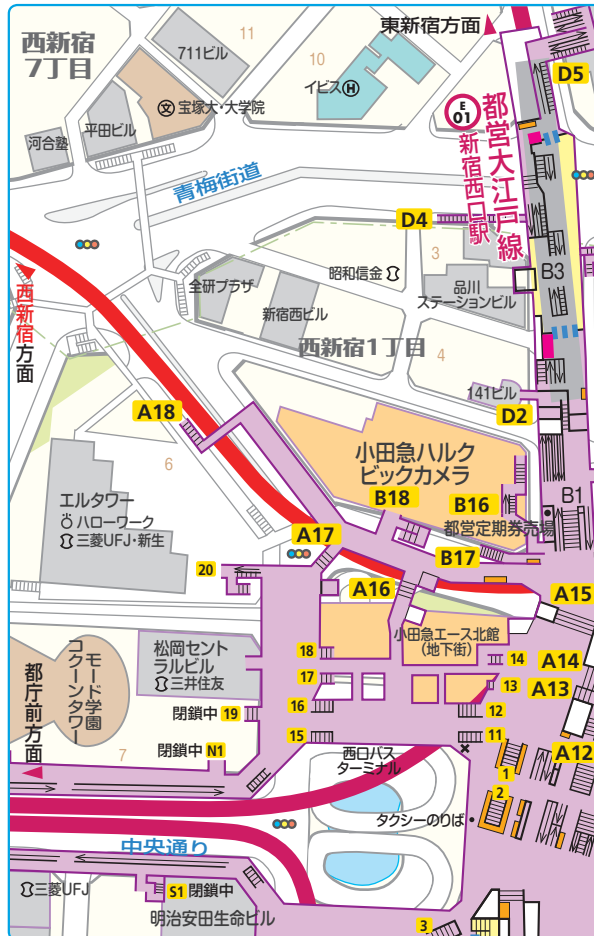 東新宿方面
西新宿
7丁目
11
711ビル
10
イビス
H
文
宝塚大・大学院
平田ビル
河合塾
D5
E
01
都営大江戸線
新宿西口駅
青梅街道
D4
3
昭和信金
品川
ステーションビル
B3
全研プラザ
新宿西ビル
西新宿方面
西新宿1丁目
4
141ビル
D2
A18
小田急ハルク
ビックカメラ
6
B18
B16
B1
エルタワー
ハローワーク
三菱UFJ・新生
A17
都営定期券売場
B17
20
A16
A15
小田急エース北館
(地下街)
松岡セント
ラルビル
三井住友
18
14
A14
モード学園
コクーンタワー
都庁前方面
17
13
A13
閉鎖中
19
16
12
閉鎖中
N1
15
11
7
西口バス
ターミナル
A12
1
2
タクシーのりば
中央通り
三菱UFJ
S1
閉鎖中
明治安田生命ビル
3